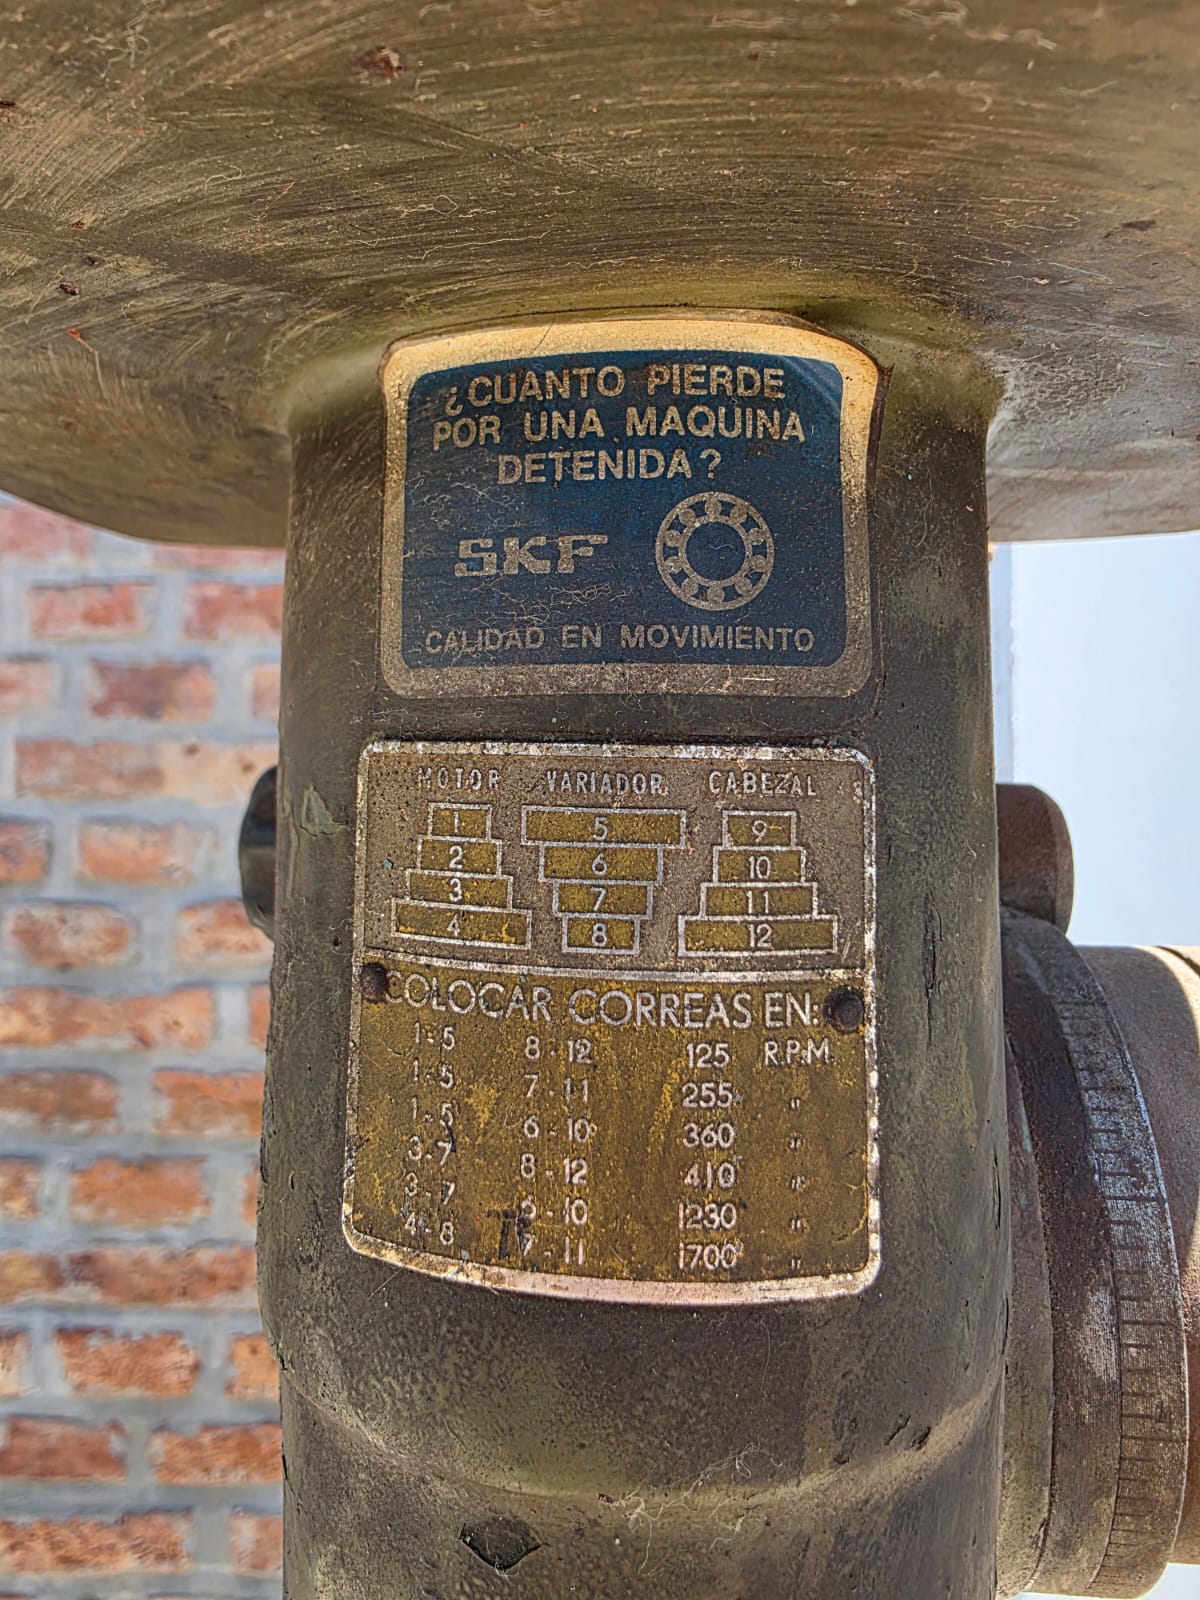 ¿CUANTO PIERDE
POR UNA MAQUINA
DETENIDA?
SKF
CALIDAD EN MOVIMIENTO
MOTOR VARIADOR CABEZAL
1 5 9
2 6 10
3 7 11
4 8 12
COLOCAR CORREAS EN:
1-5 8-12 125 R.P.M.
1-5 7-11 255 "
1-5 6-10 360 "
3-7 8-12 410 "
3-7 6-10 1230 "
4-8 7-11 1700 "